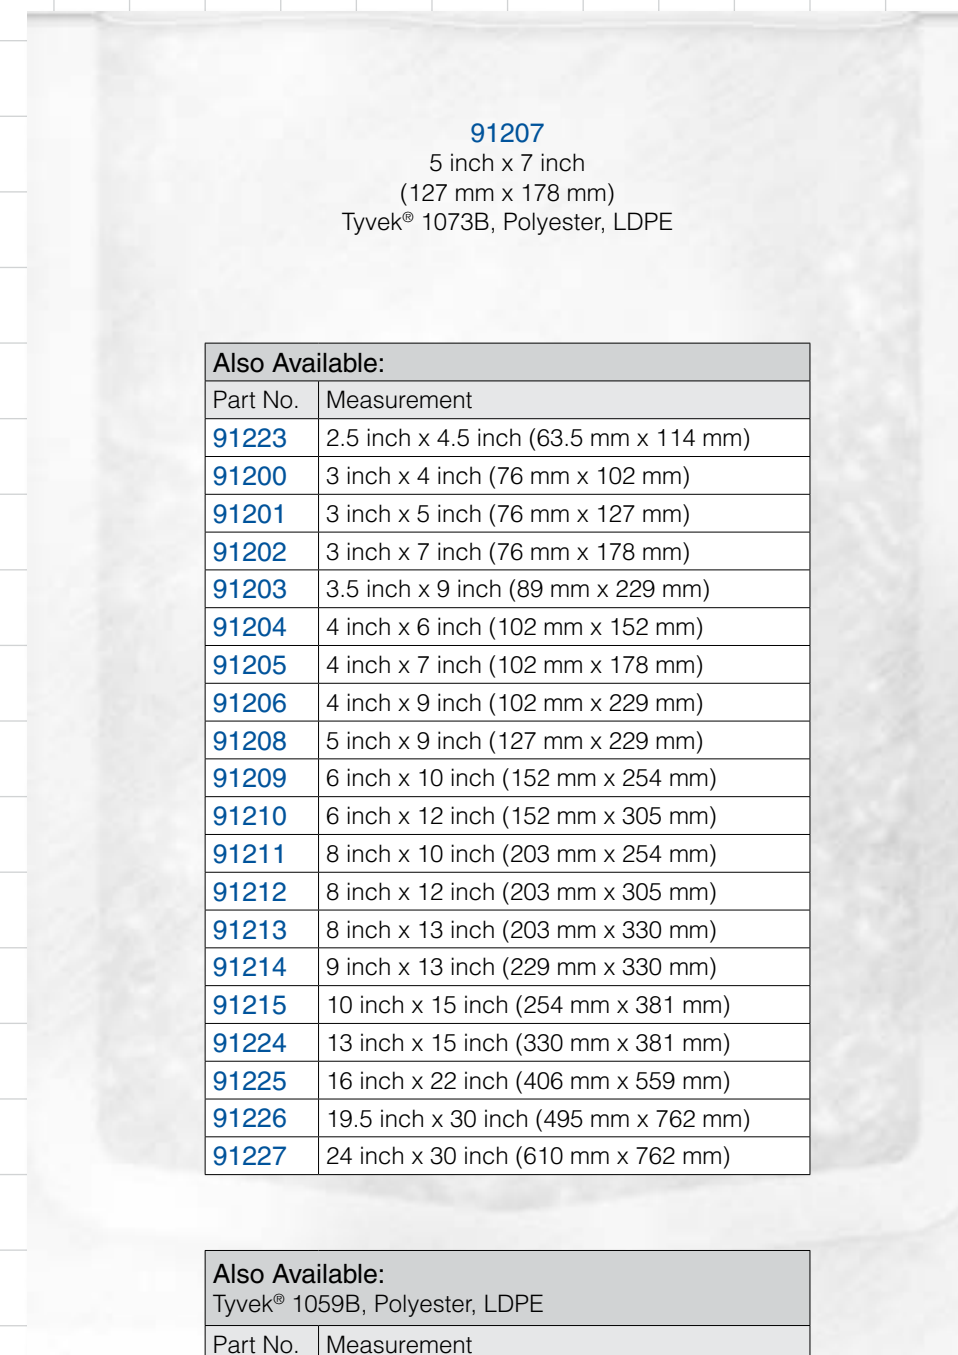 91207
5 inch x 7 inch
(127 mm x 178 mm)
Tyvek® 1073B, Polyester, LDPE
Also Available:
Part No. Measurement
91223 2.5 inch x 4.5 inch (63.5 mm x 114 mm)
91200 3 inch x 4 inch (76 mm x 102 mm)
91201 3 inch x 5 inch (76 mm x 127 mm)
91202 3 inch x 7 inch (76 mm x 178 mm)
91203 3.5 inch x 9 inch (89 mm x 229 mm)
91204 4 inch x 6 inch (102 mm x 152 mm)
91205 4 inch x 7 inch (102 mm x 178 mm)
91206 4 inch x 9 inch (102 mm x 229 mm)
91208 5 inch x 9 inch (127 mm x 229 mm)
91209 6 inch x 10 inch (152 mm x 254 mm)
91210 6 inch x 12 inch (152 mm x 305 mm)
91211 8 inch x 10 inch (203 mm x 254 mm)
91212 8 inch x 12 inch (203 mm x 305 mm)
91213 8 inch x 13 inch (203 mm x 330 mm)
91214 9 inch x 13 inch (229 mm x 330 mm)
91215 10 inch x 15 inch (254 mm x 381 mm)
91224 13 inch x 15 inch (330 mm x 381 mm)
91225 16 inch x 22 inch (406 mm x 559 mm)
91226 19.5 inch x 30 inch (495 mm x 762 mm)
91227 24 inch x 30 inch (610 mm x 762 mm)
Also Available:
Tyvek® 1059B, Polyester, LDPE
Part No. Measurement